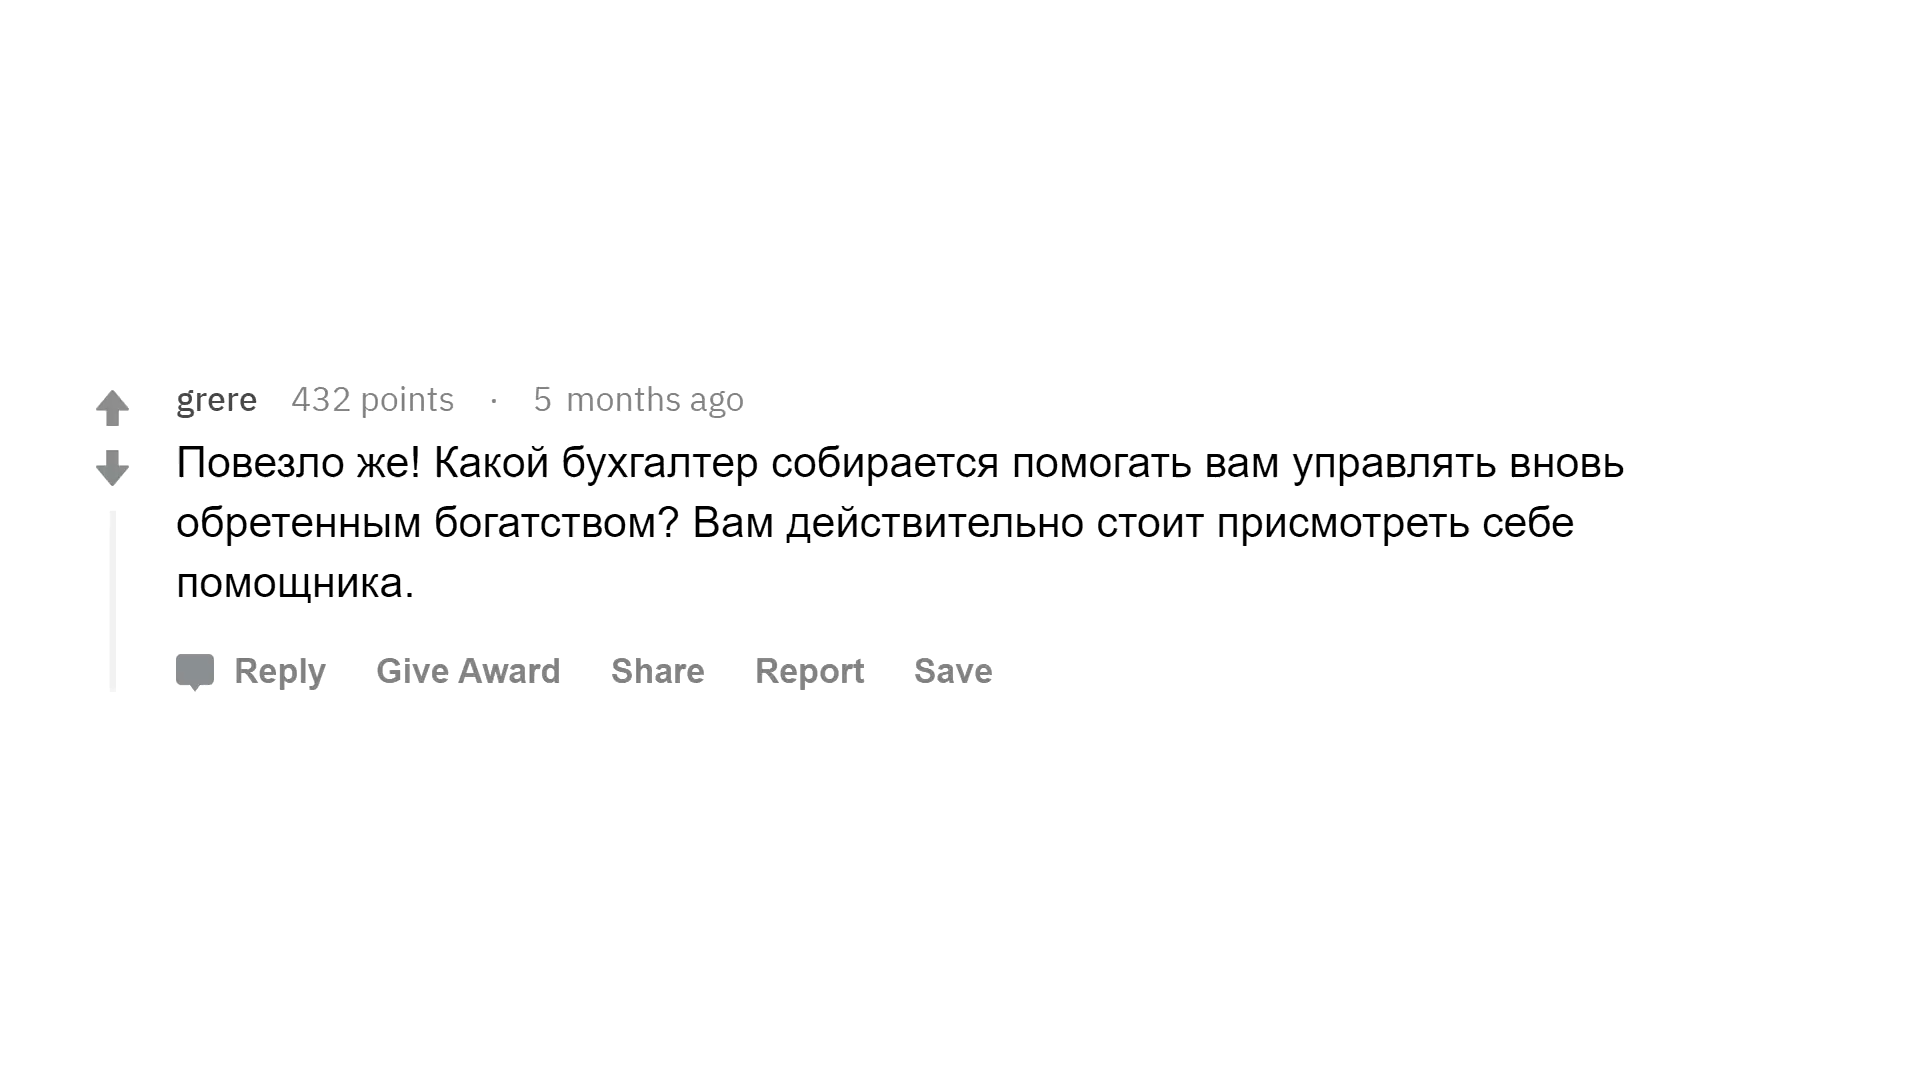 grere 432 points · 5 months ago
Повезло же! Какой бухгалтер собирается помогать вам управлять вновь
обретенным богатством? Вам действительно стоит присмотреть себе
помощника.
Reply Give Award Share Report Save